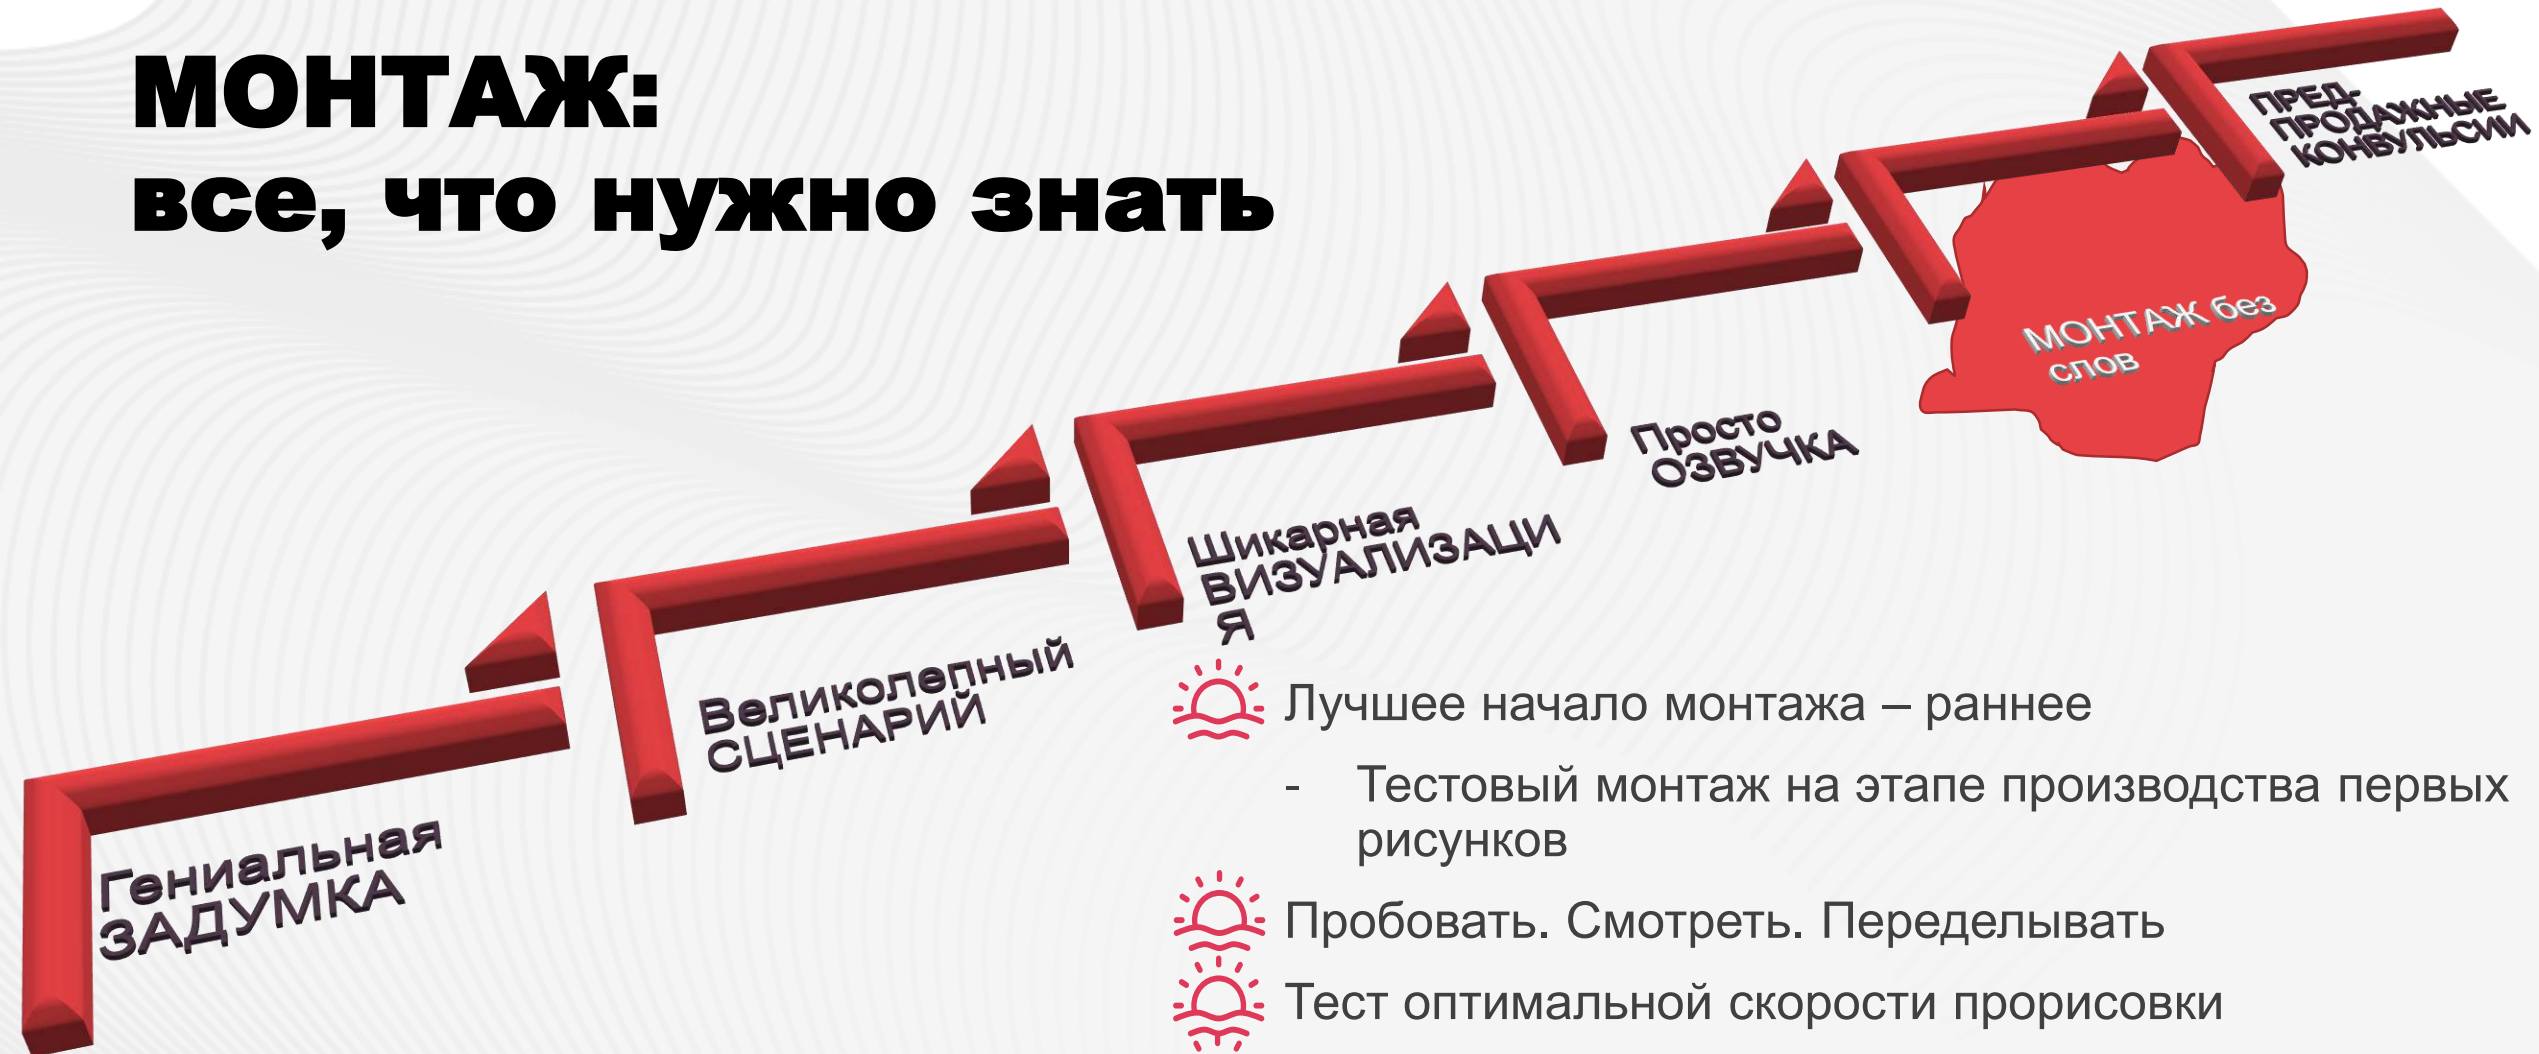 МОНТАЖ:
все, что нужно знать
ПРЕД-
ПРОДАЖНЫЕ
КОНВУЛЬСИИ
МОНТАЖ без
слов
Просто
ОЗВУЧКА
Шикарная
ВИЗУАЛИЗАЦИ
Я
Великолепный
СЦЕНАРИЙ
Гениальная
ЗАДУМКА
Лучшее начало монтажа – раннее
- Тестовый монтаж на этапе производства первых
рисунков
Пробовать. Смотреть. Переделывать
Тест оптимальной скорости прорисовки